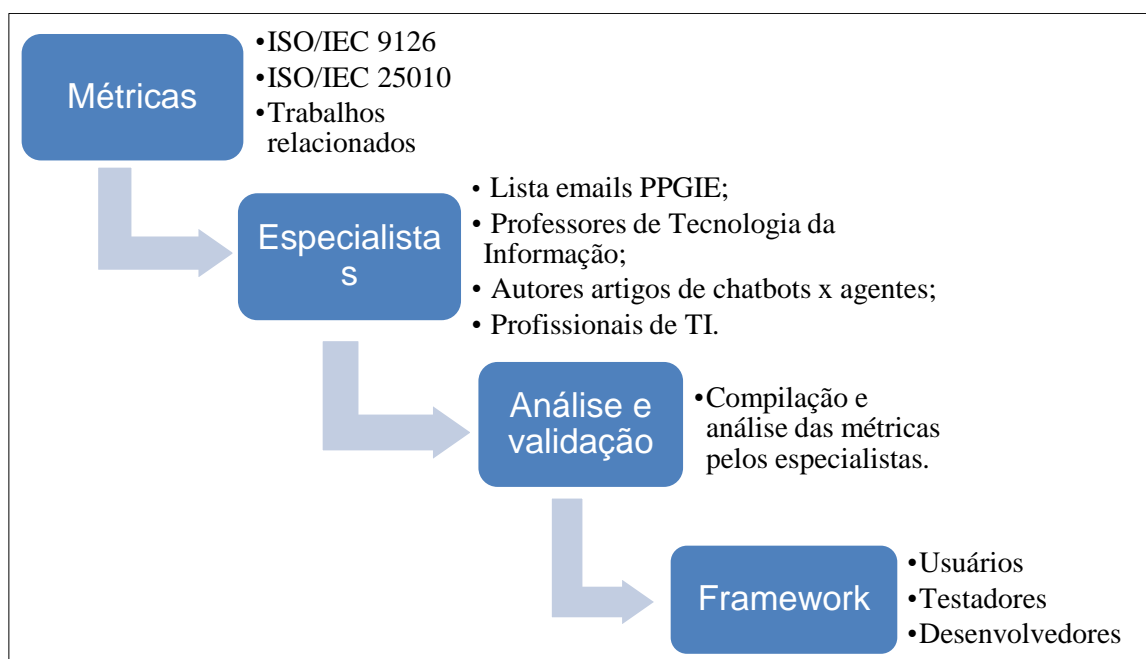 Métricas
•ISO/IEC 9126
•ISO/IEC 25010
•Trabalhos
relacionados
Especialista
s
• Lista emails PPGIE;
• Professores de Tecnologia da
Informação;
• Autores artigos de chatbots x agentes;
• Profissionais de TI.
Análise e
validação
•Compilação e
análise das métricas
pelos especialistas.
Framework
•Usuários
•Testadores
•Desenvolvedores